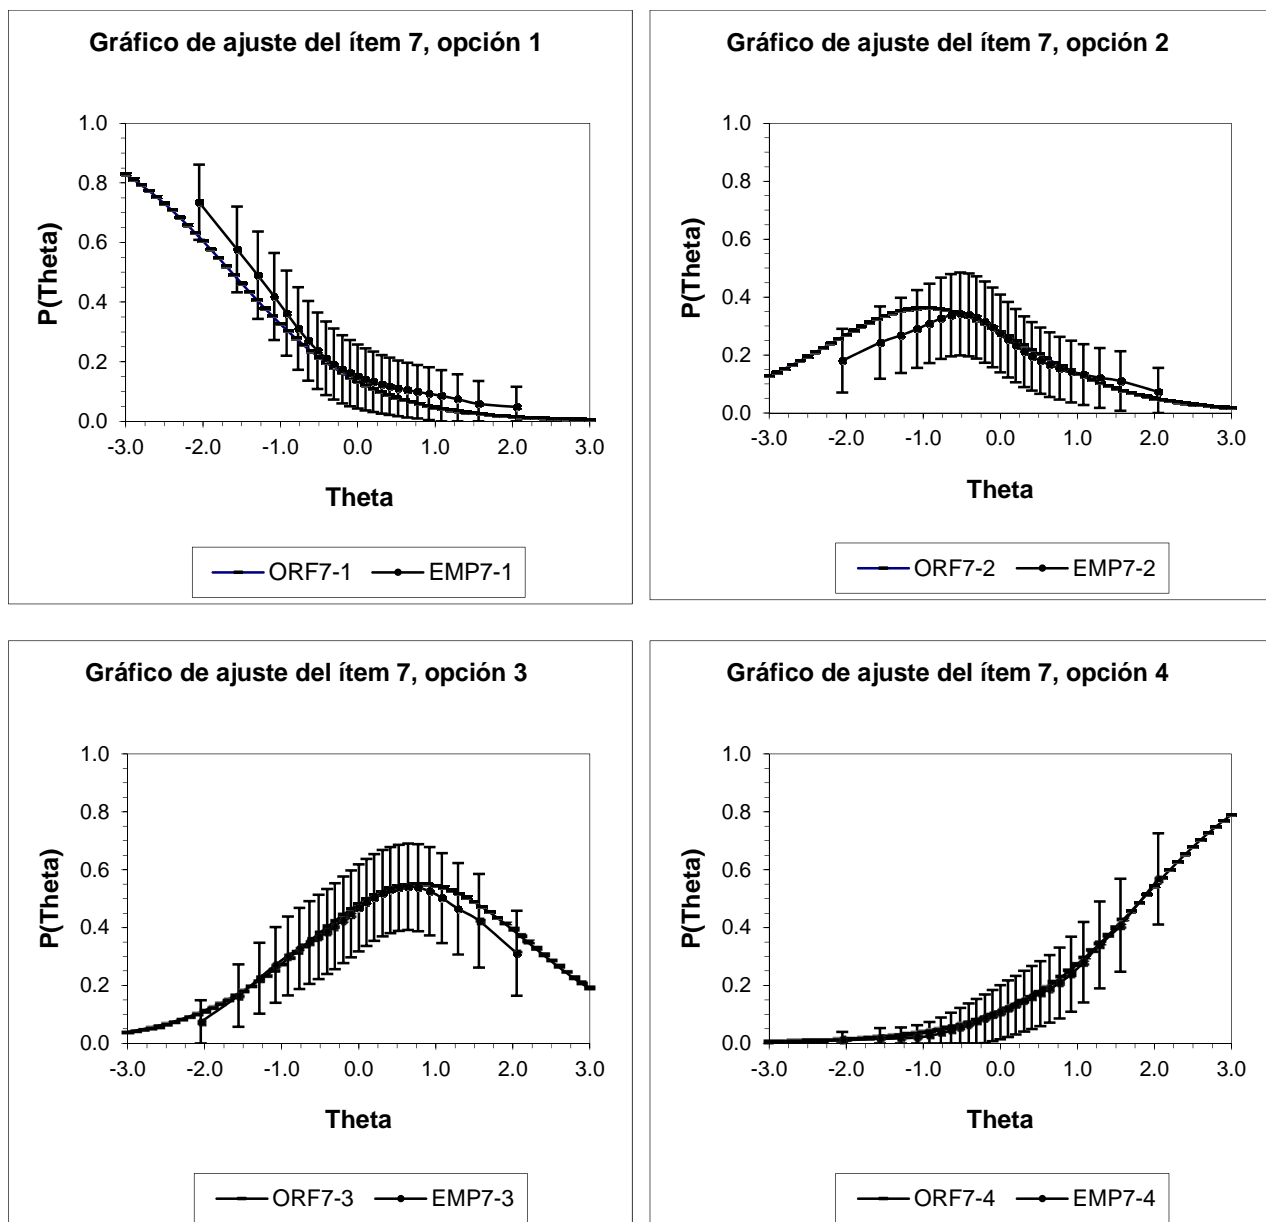 Gráfico de ajuste del ítem 7, opción 1
1.0
0.8
0.6
0.4
0.2
0.0
P(Theta)
-3.0 -2.0 -1.0 0.0 1.0 2.0 3.0
Theta
ORF7-1 EMP7-1
Gráfico de ajuste del ítem 7, opción 2
1.0
0.8
0.6
0.4
0.2
0.0
P(Theta)
-3.0 -2.0 -1.0 0.0 1.0 2.0 3.0
Theta
ORF7-2 EMP7-2
Gráfico de ajuste del ítem 7, opción 3
1.0
0.8
0.6
0.4
0.2
0.0
P(Theta)
-3.0 -2.0 -1.0 0.0 1.0 2.0 3.0
Theta
ORF7-3 EMP7-3
Gráfico de ajuste del ítem 7, opción 4
1.0
0.8
0.6
0.4
0.2
0.0
P(Theta)
-3.0 -2.0 -1.0 0.0 1.0 2.0 3.0
Theta
ORF7-4 EMP7-4